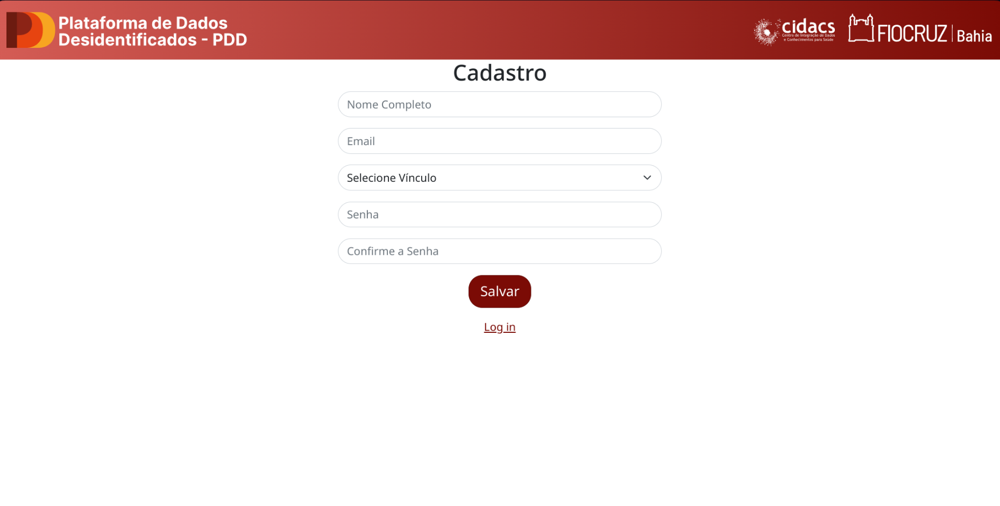 Plataforma de Dados
Desidentificados - PDD
cidacs
Centro de Integração de Dados
e Conhecimentos para Saúde
FIOCRUZ | Bahia
Cadastro
Nome Completo
Email
Selecione Vínculo
Senha
Confirme a Senha
Salvar
Log in